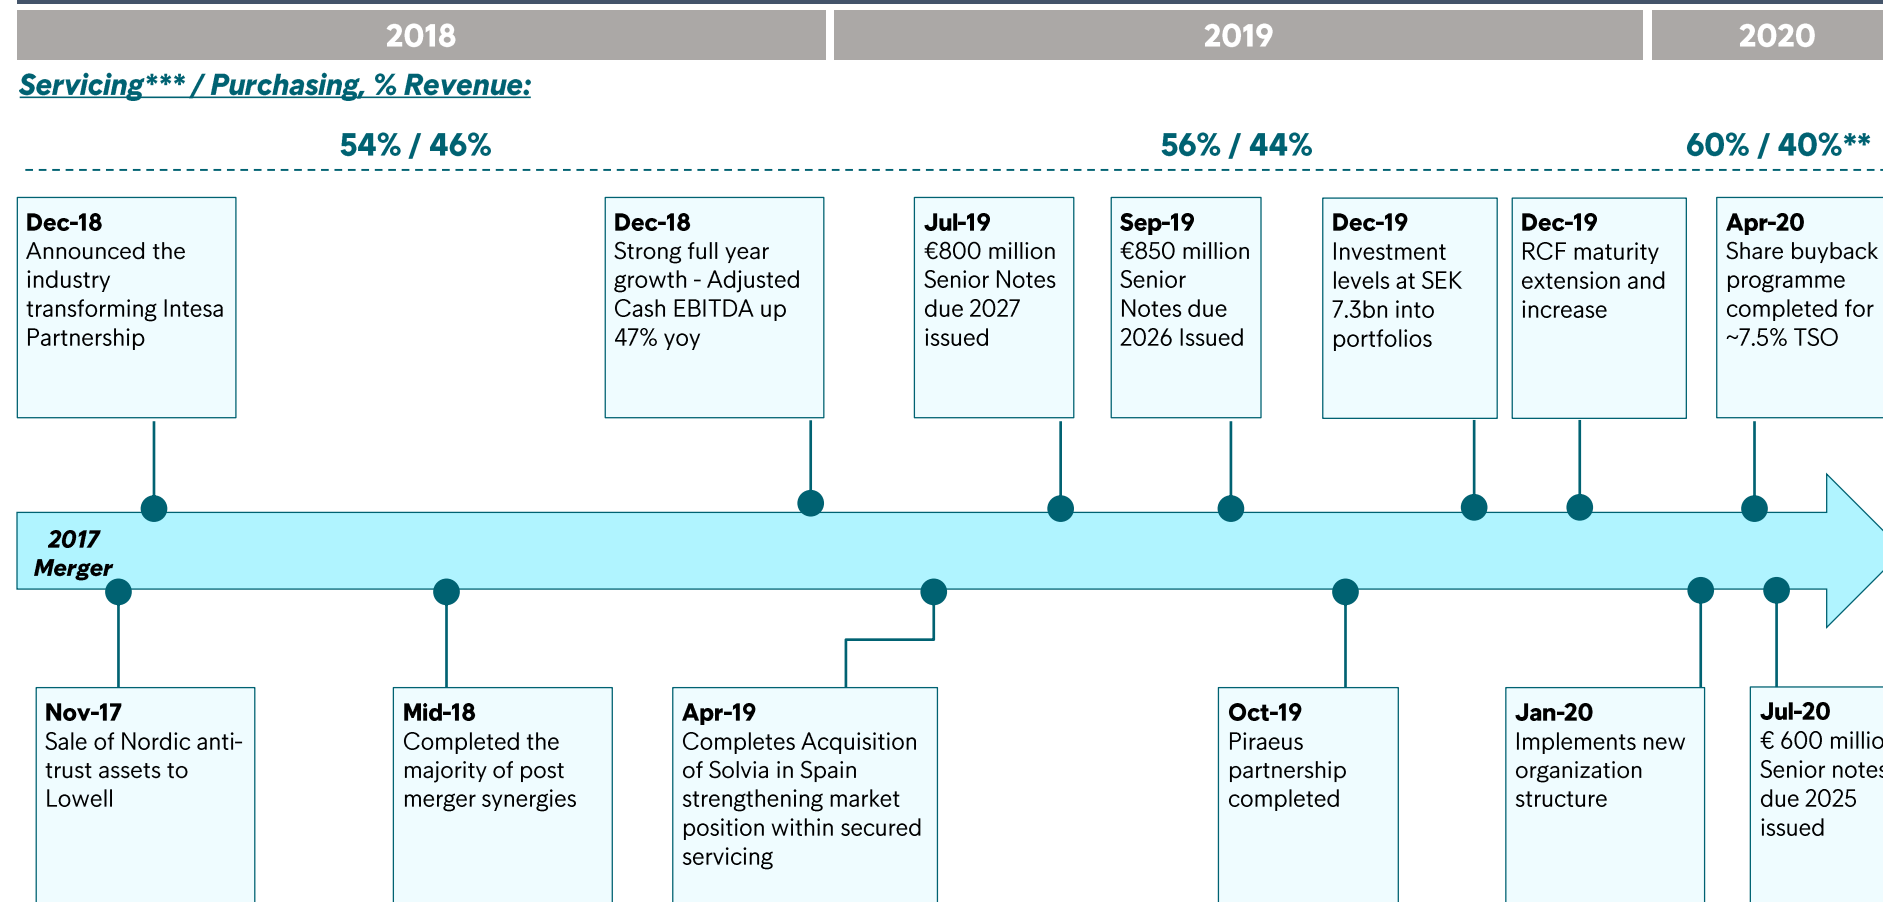 2018
2019
2020
Servicing*** / Purchasing, % Revenue:
54% / 46%
56% / 44%
60% / 40%**
Dec-18
Announced the
industry
transforming Intesa
Partnership
Dec-18
Strong full year
growth - Adjusted
Cash EBITDA up
47% yoy
Jul-19
€800 million
Senior Notes
due 2027
issued
Sep-19
€850 million
Senior
Notes due
2026 Issued
Dec-19
Investment
levels at SEK
7.3bn into
portfolios
Dec-19
RCF maturity
extension and
increase
Apr-20
Share buyback
programme
completed for
~7.5% TSO
2017
Merger
Nov-17
Sale of Nordic anti-
trust assets to
Lowell
Mid-18
Completed the
majority of post
merger synergies
Apr-19
Completes Acquisition
of Solvia in Spain
strengthening market
position within secured
servicing
Oct-19
Piraeus
partnership
completed
Jan-20
Implements new
organization
structure
Jul-20
€ 600 millio
Senior notes
due 2025
issued